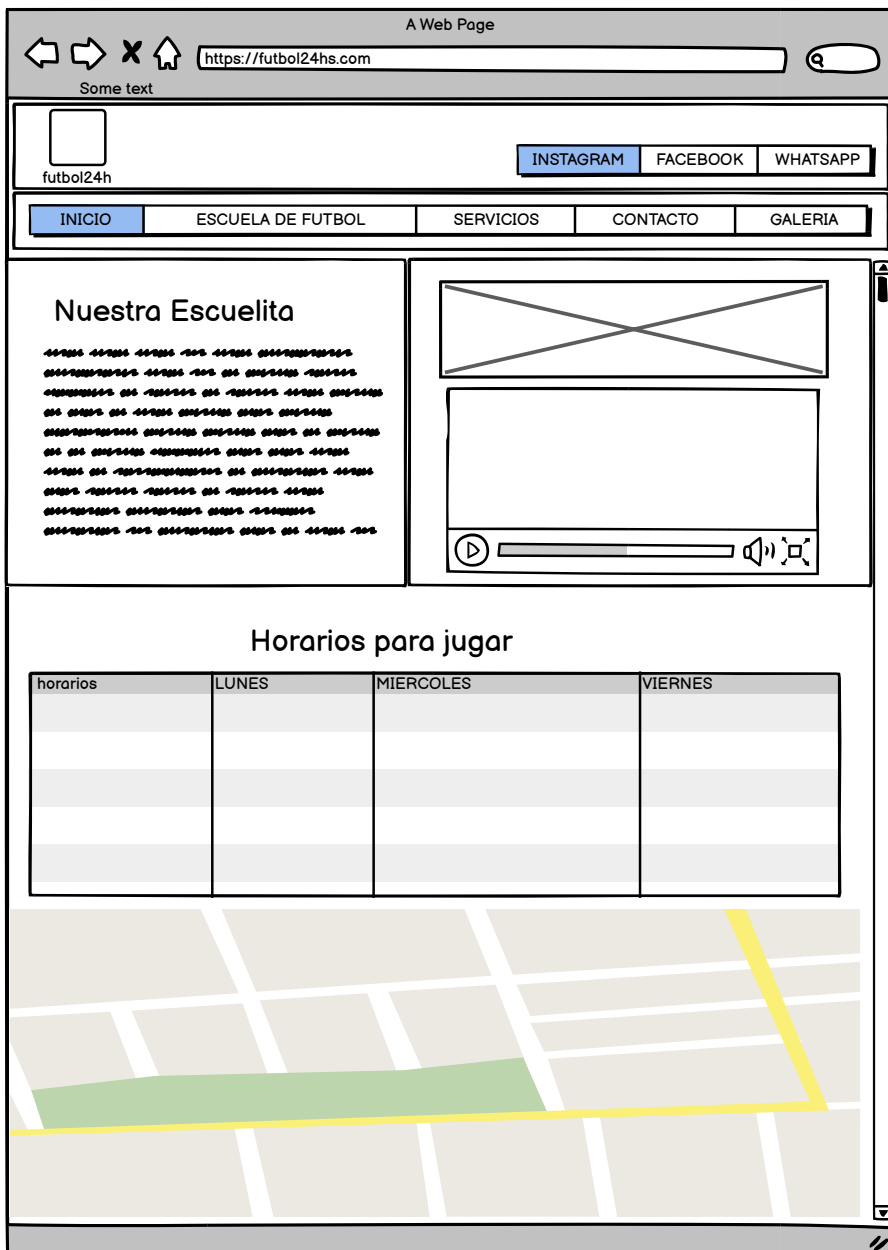 A Web Page
https://futbol24hs.com
Some text
futbol24h
INSTAGRAM FACEBOOK WHATSAPP
INICIO ESCUELA DE FUTBOL SERVICIOS CONTACTO GALERIA
Nuestra Escuelita
Horarios para jugar
horarios LUNES MIERCOLES VIERNES